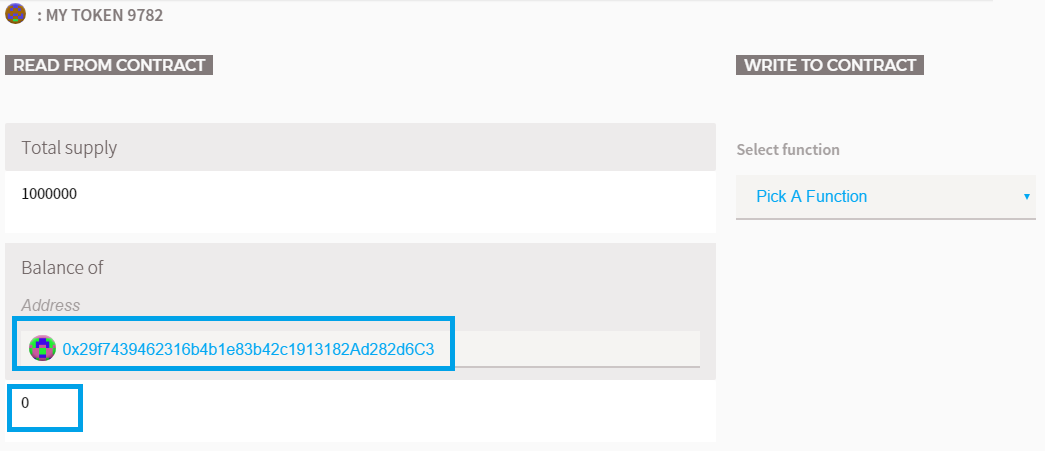 : MY TOKEN 9782
READ FROM CONTRACT
WRITE TO CONTRACT
Total supply
1000000
Select function
Pick A Function
Balance of
Address
0x29f7439462316b4b1e83b42c1913182Ad282d6C3
0